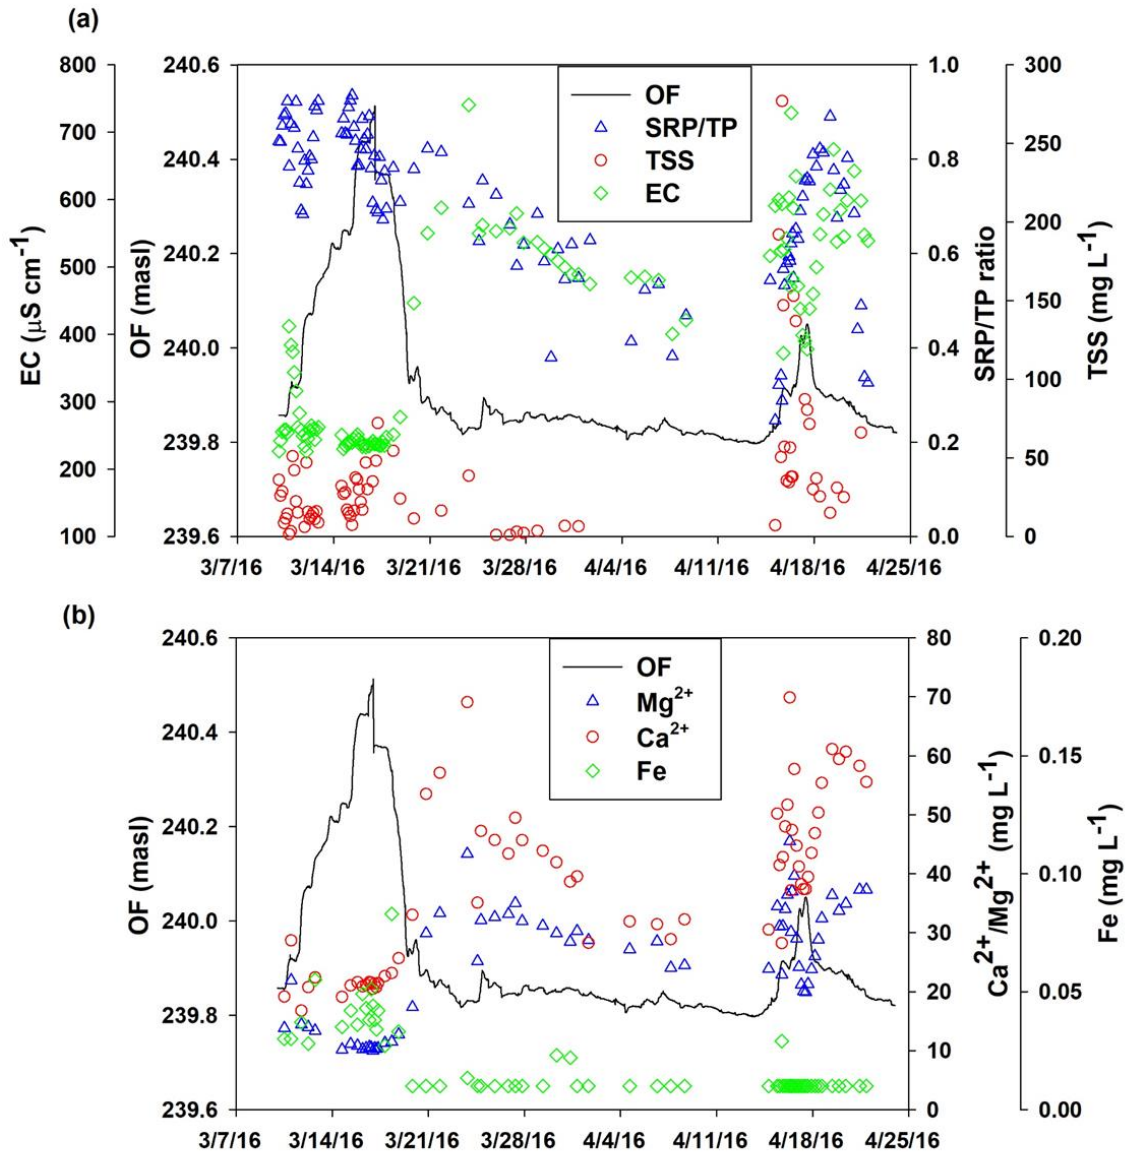 (a)
800
700
600
500
400
300
200
100
EC (μS cm⁻¹)
240.6
240.4
240.2
240.0
239.8
239.6
OF (masl)
OF
SRP/TP
TSS
EC
1.0
0.8
0.6
0.4
0.2
0.0
SRP/TP ratio
300
250
200
150
100
50
0
TSS (mg L⁻¹)
3/7/16 3/14/16 3/21/16 3/28/16 4/4/16 4/11/16 4/18/16 4/25/16
(b)
240.6
240.4
240.2
240.0
239.8
239.6
OF (masl)
OF
Mg²⁺
Ca²⁺
Fe
80
70
60
50
40
30
20
10
0
Ca²⁺/Mg²⁺ (mg L⁻¹)
0.20
0.15
0.10
0.05
0.00
Fe (mg L⁻¹)
3/7/16 3/14/16 3/21/16 3/28/16 4/4/16 4/11/16 4/18/16 4/25/16